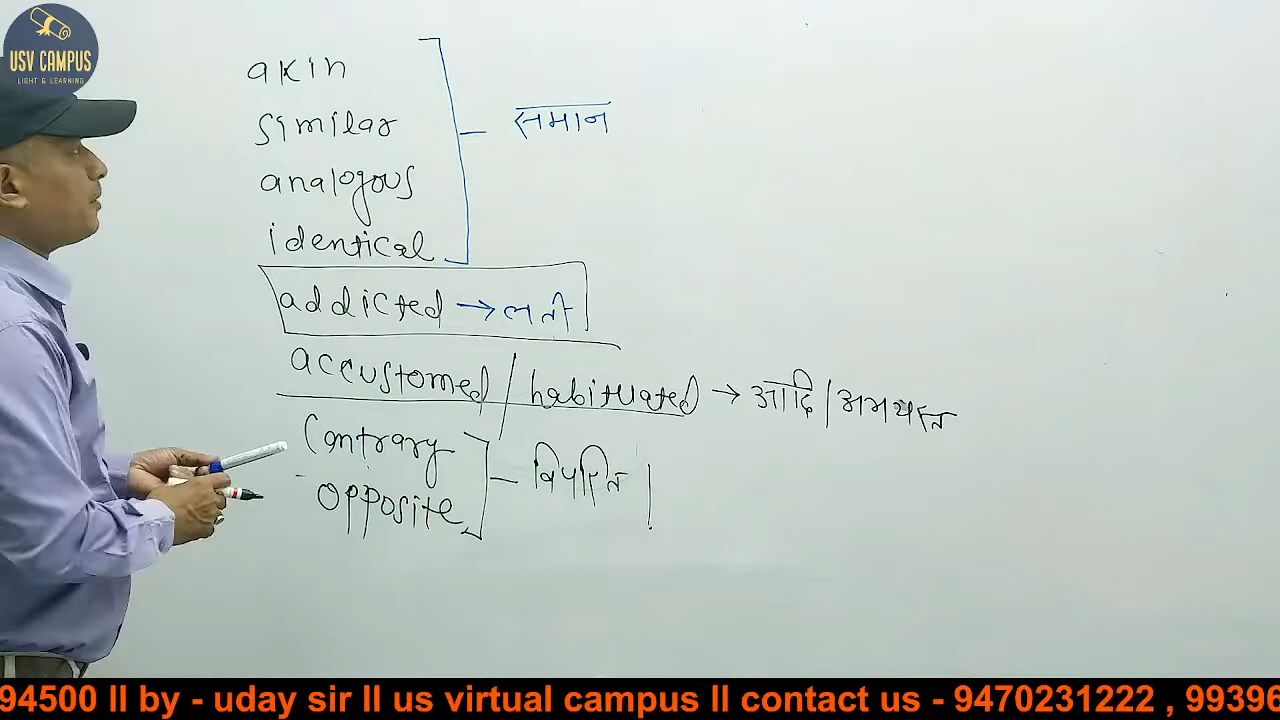 USV CAMPUS
LIGHT & LEARNING
akin
similar
analogous
identical
समान
addicted → लती
accustomed / habituated → आदि / अभ्यस्त
Contrary
opposite
विपरित |
94500 II by - uday sir II us virtual campus II contact us - 9470231222 , 99396